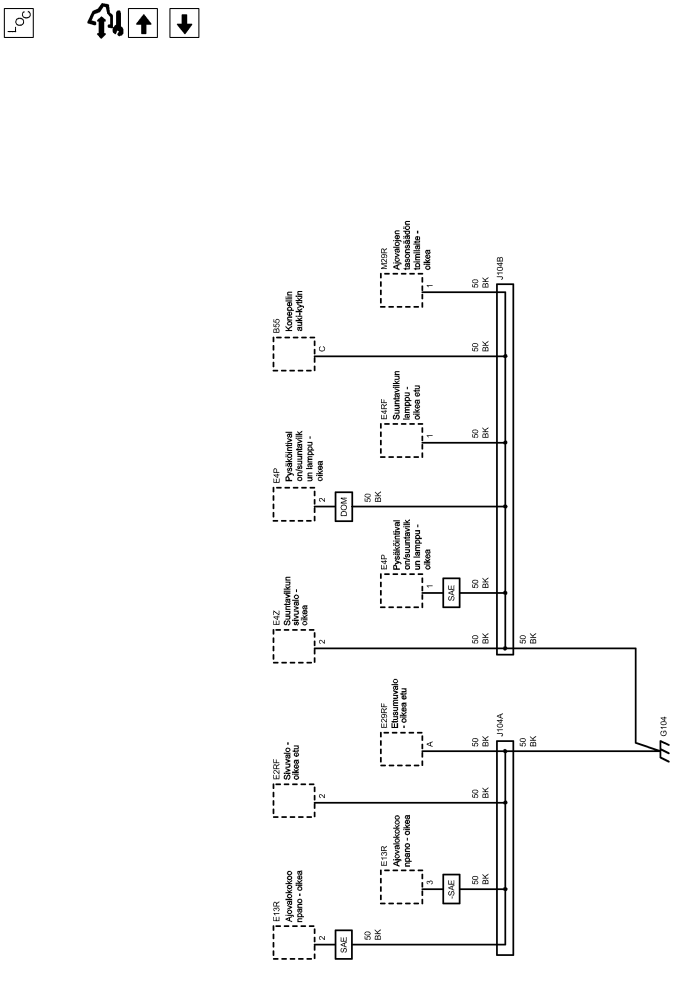 LOC
E13R
Ajovalokokoo
npano - oikea
2
SAE
50
BK
E2RF
Sivuvalo -
oikea etu
2
50
BK
E4Z
Suuntavilkun
sivuvalo -
oikea
2
50
BK
E4P
Pysäköintival
on/suuntavilk
un lamppu -
oikea
2
DOM
50
BK
B55
Konepellin
auki-kytkin
C
50
BK
E13R
Ajovalokokoo
npano - oikea
3
-SAE
50
BK
E29RF
Etusumuvalo
- oikea etu
A
50
BK
E4P
Pysäköintival
on/suuntavilk
un lamppu -
oikea
1
SAE
50
BK
E4RF
Suuntavilkun
lamppu -
oikea etu
1
50
BK
M29R
Ajovalojen
tasonsäädön
toimilaite -
oikea
1
50
BK
J104A
50
BK
J104B
50
BK
G104